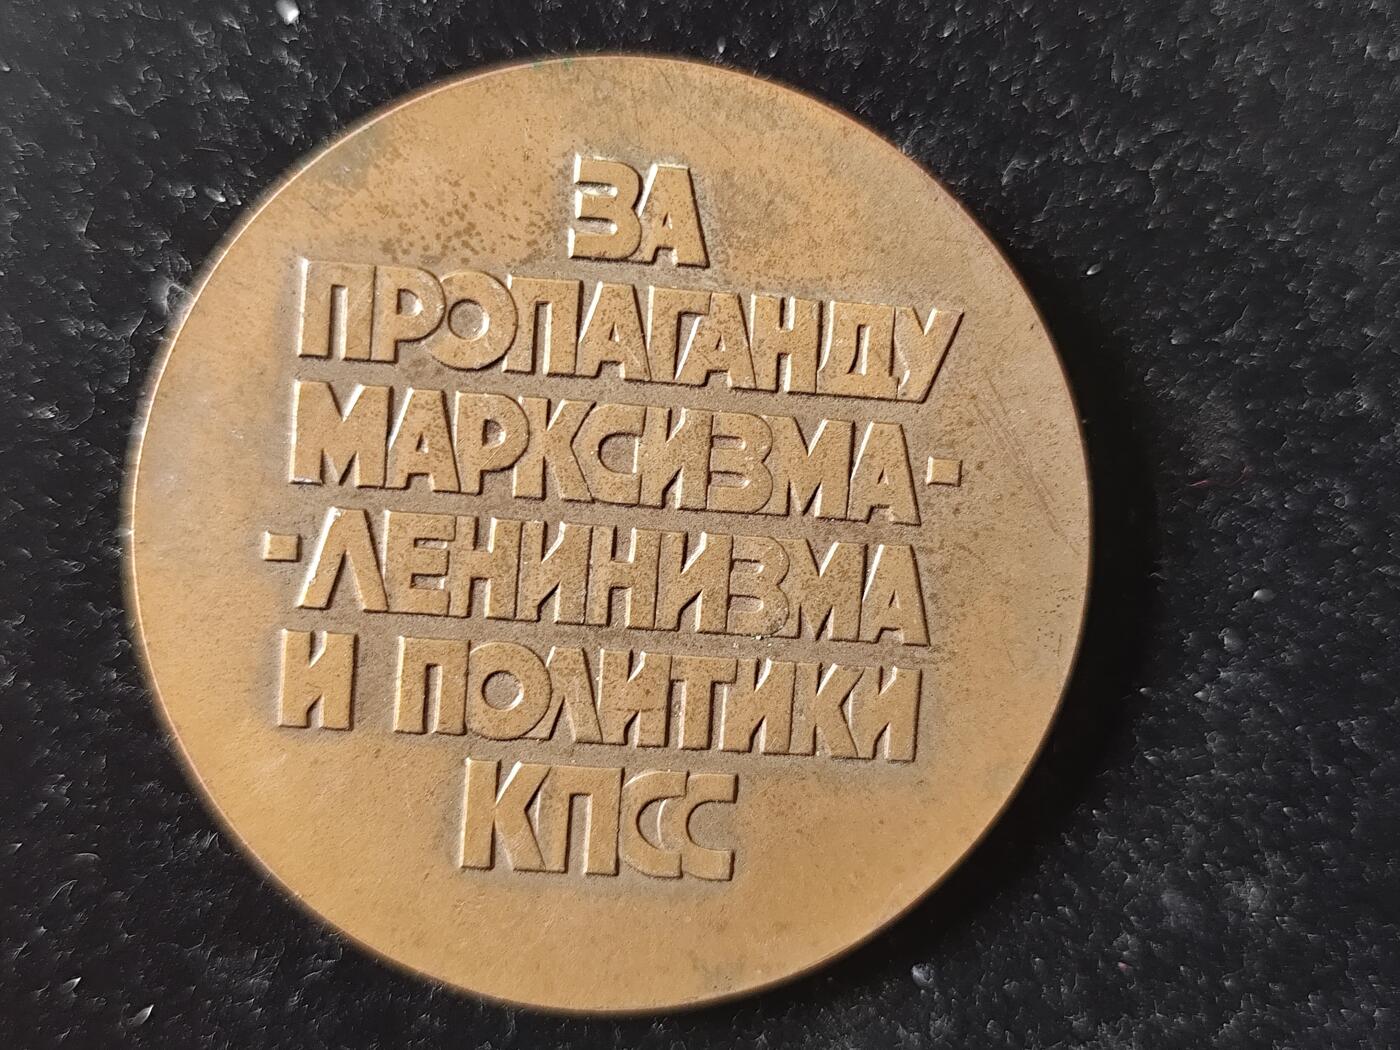 ЗА
ПРОПАГАНДУ
МАРКСИЗМА-
-ЛЕНИНИЗМА
И ПОЛИТИКИ
КПСС